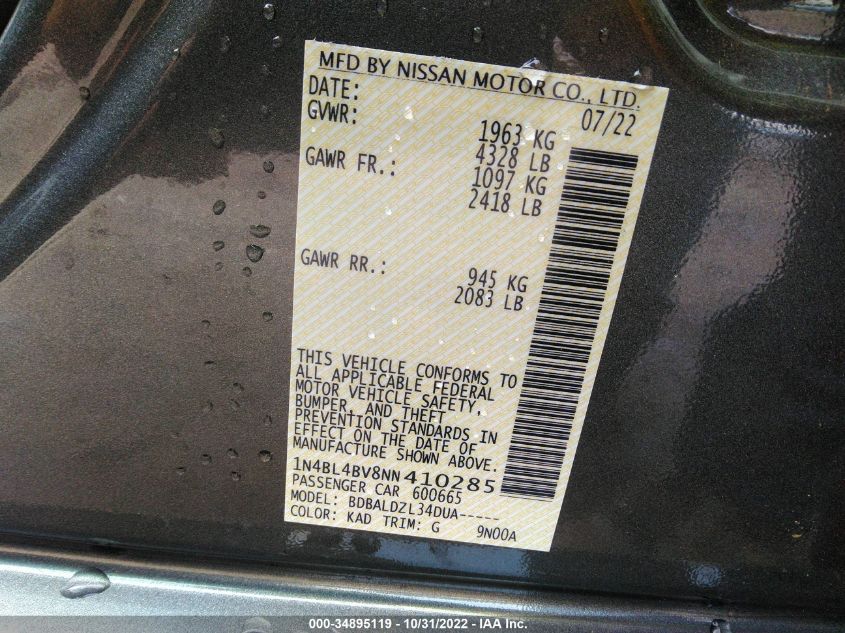 MFD BY NISSAN MOTOR CO., LTD.
DATE: 07/22
GVWR: 1963 KG
4328 LB
GAWR FR.: 1097 KG
2418 LB
GAWR RR.: 945 KG
2083 LB
THIS VEHICLE CONFORMS TO
ALL APPLICABLE FEDERAL
MOTOR VEHICLE SAFETY,
BUMPER, AND THEFT
PREVENTION STANDARDS IN
EFFECT ON THE DATE OF
MANUFACTURE SHOWN ABOVE.
1N4BL4BV8NN410285
PASSENGER CAR 600665
MODEL: BDBALDZL34DUA-----
COLOR: KAD TRIM: G 9N00A
000-34895119 - 10/31/2022 - IAA Inc.